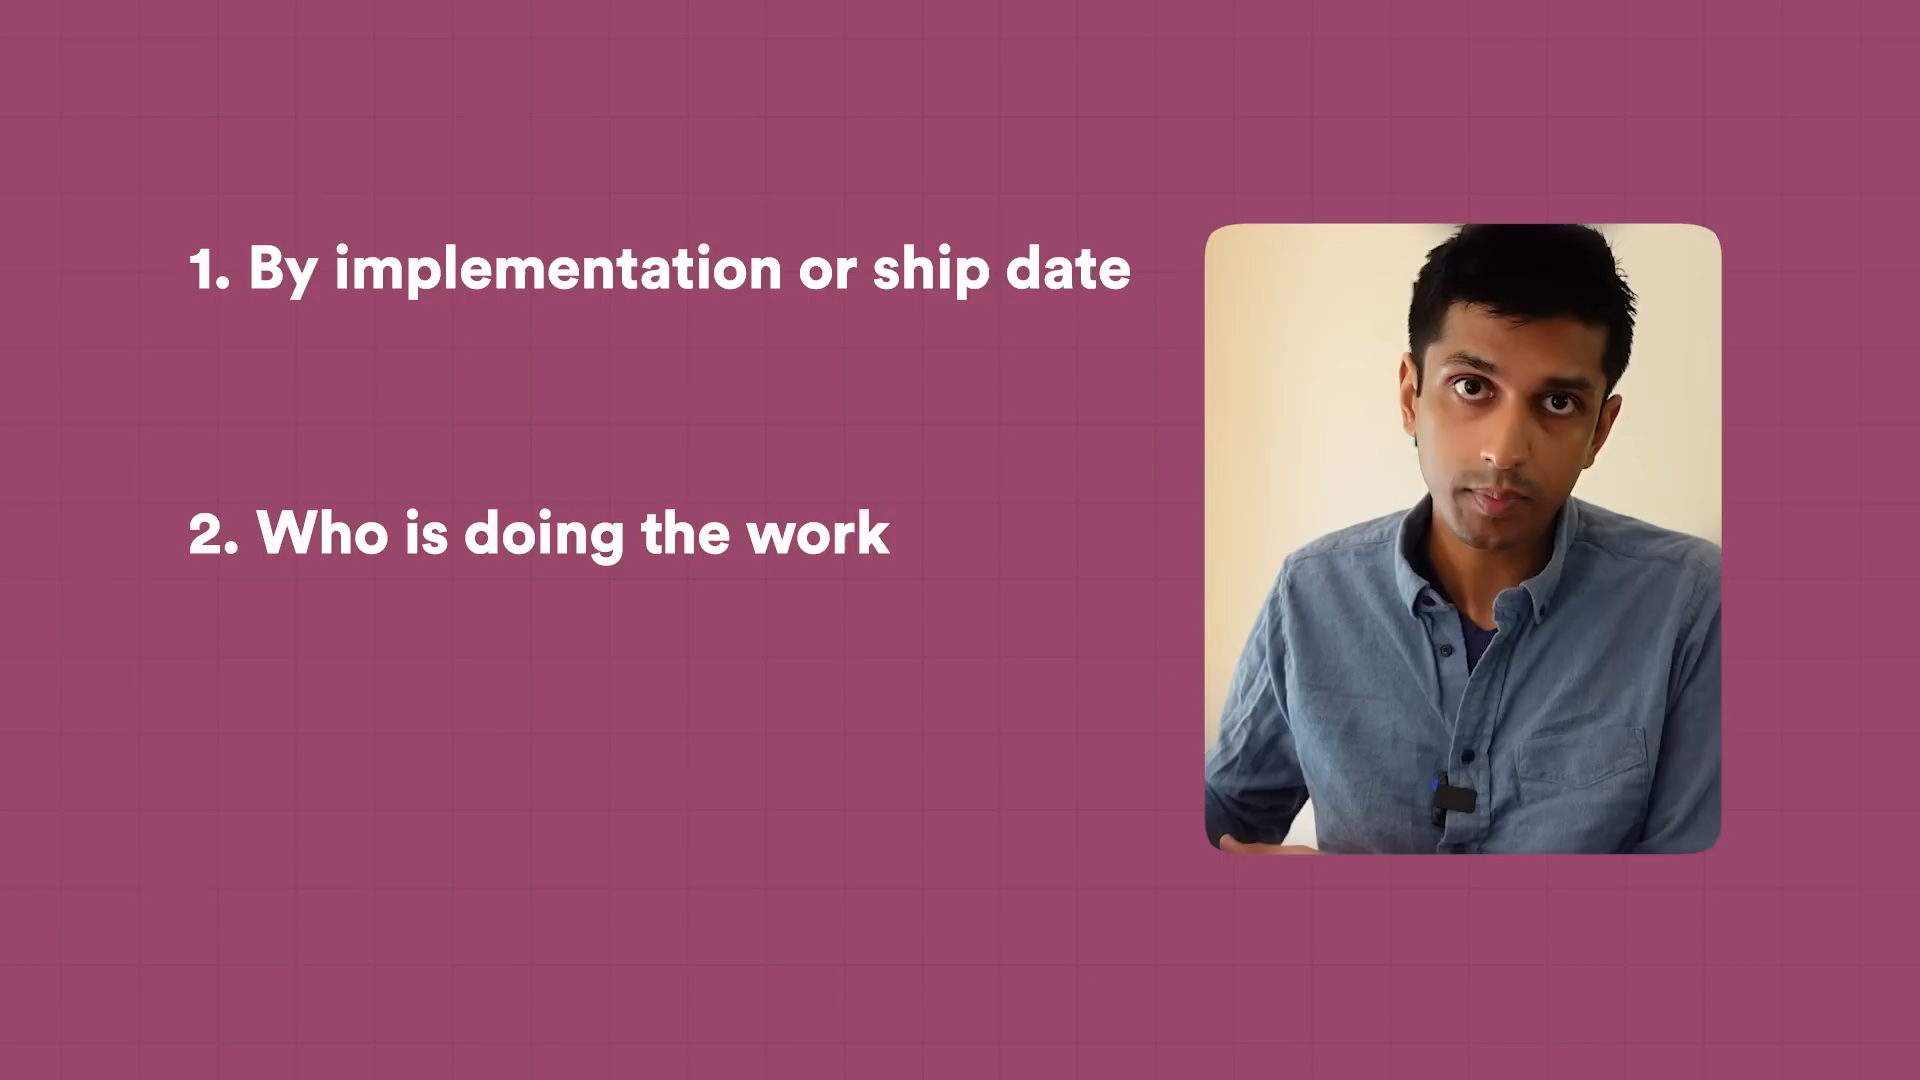 1. By implementation or ship date
2. Who is doing the work